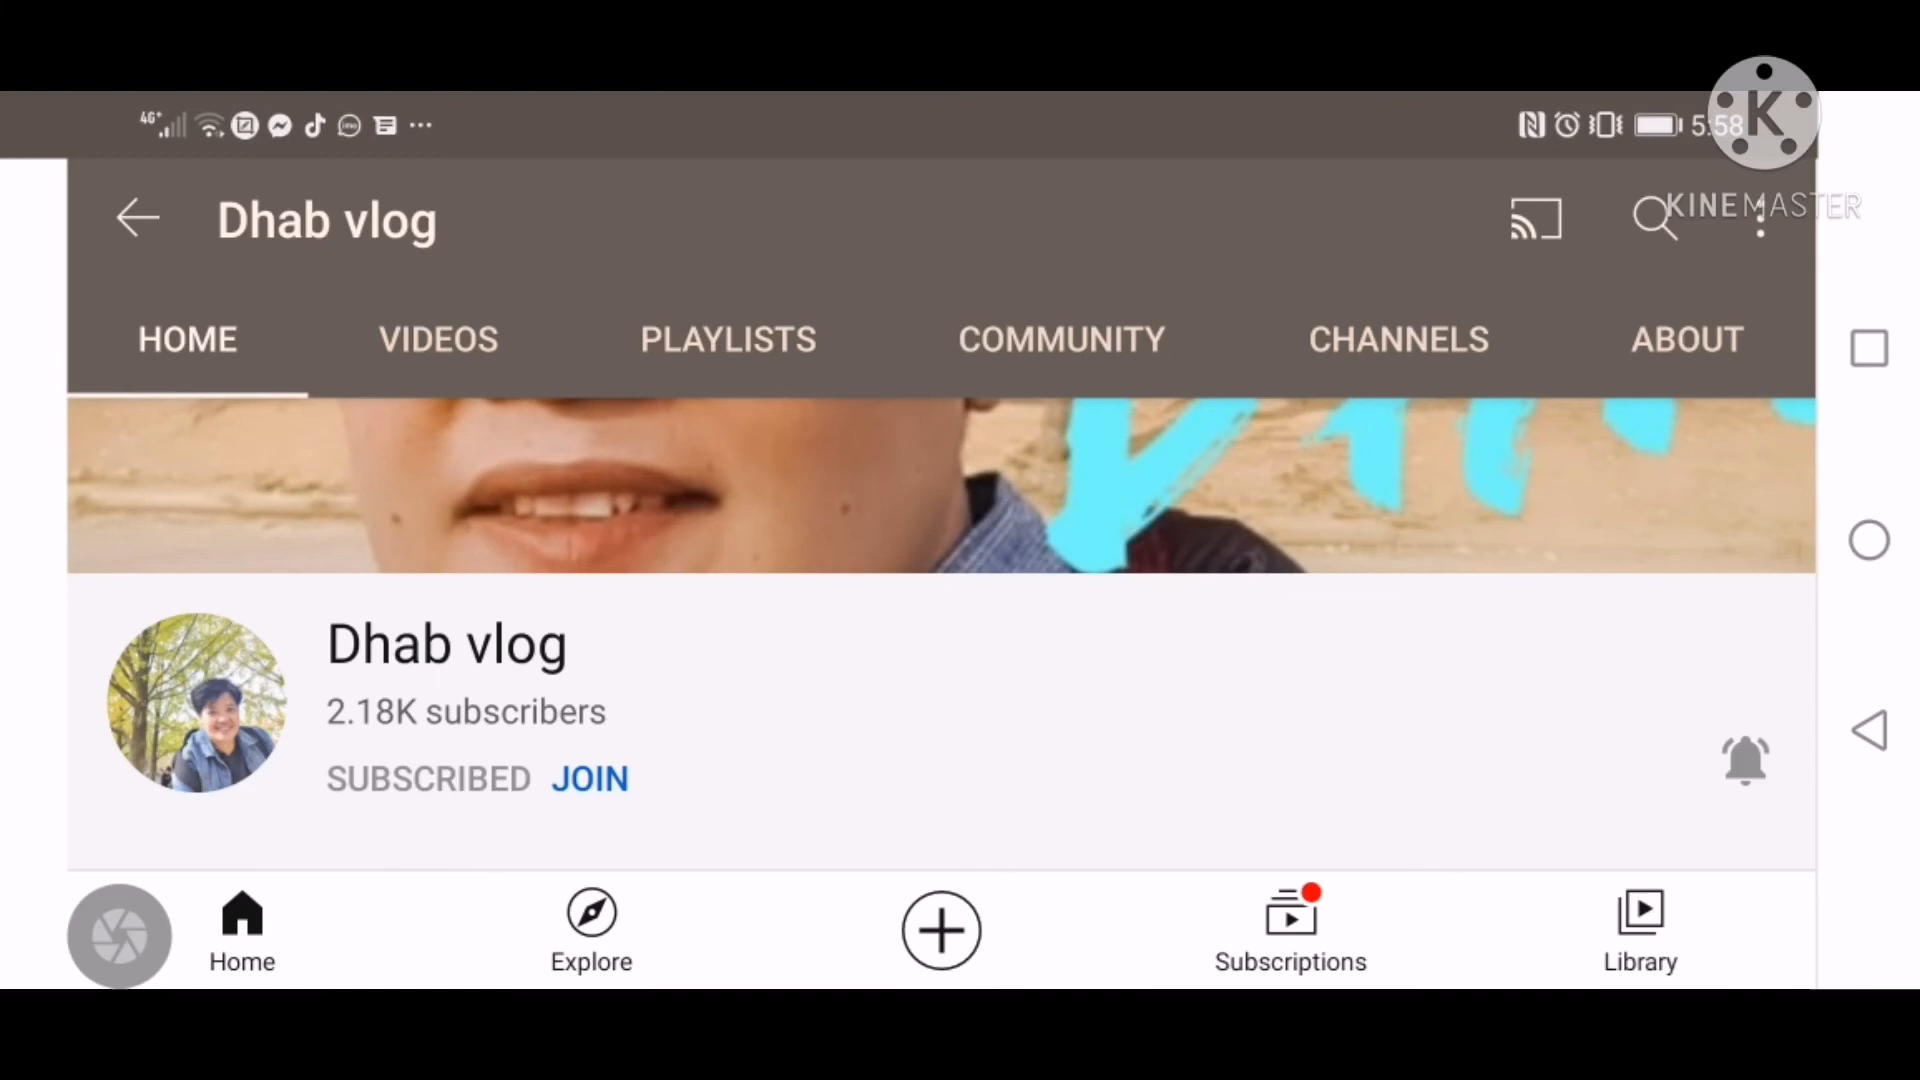 4G+ 5:58
K
KINEMASTER
Dhab vlog
HOME VIDEOS PLAYLISTS COMMUNITY CHANNELS ABOUT
Dhab vlog
2.18K subscribers
SUBSCRIBED JOIN
Home Explore Subscriptions Library